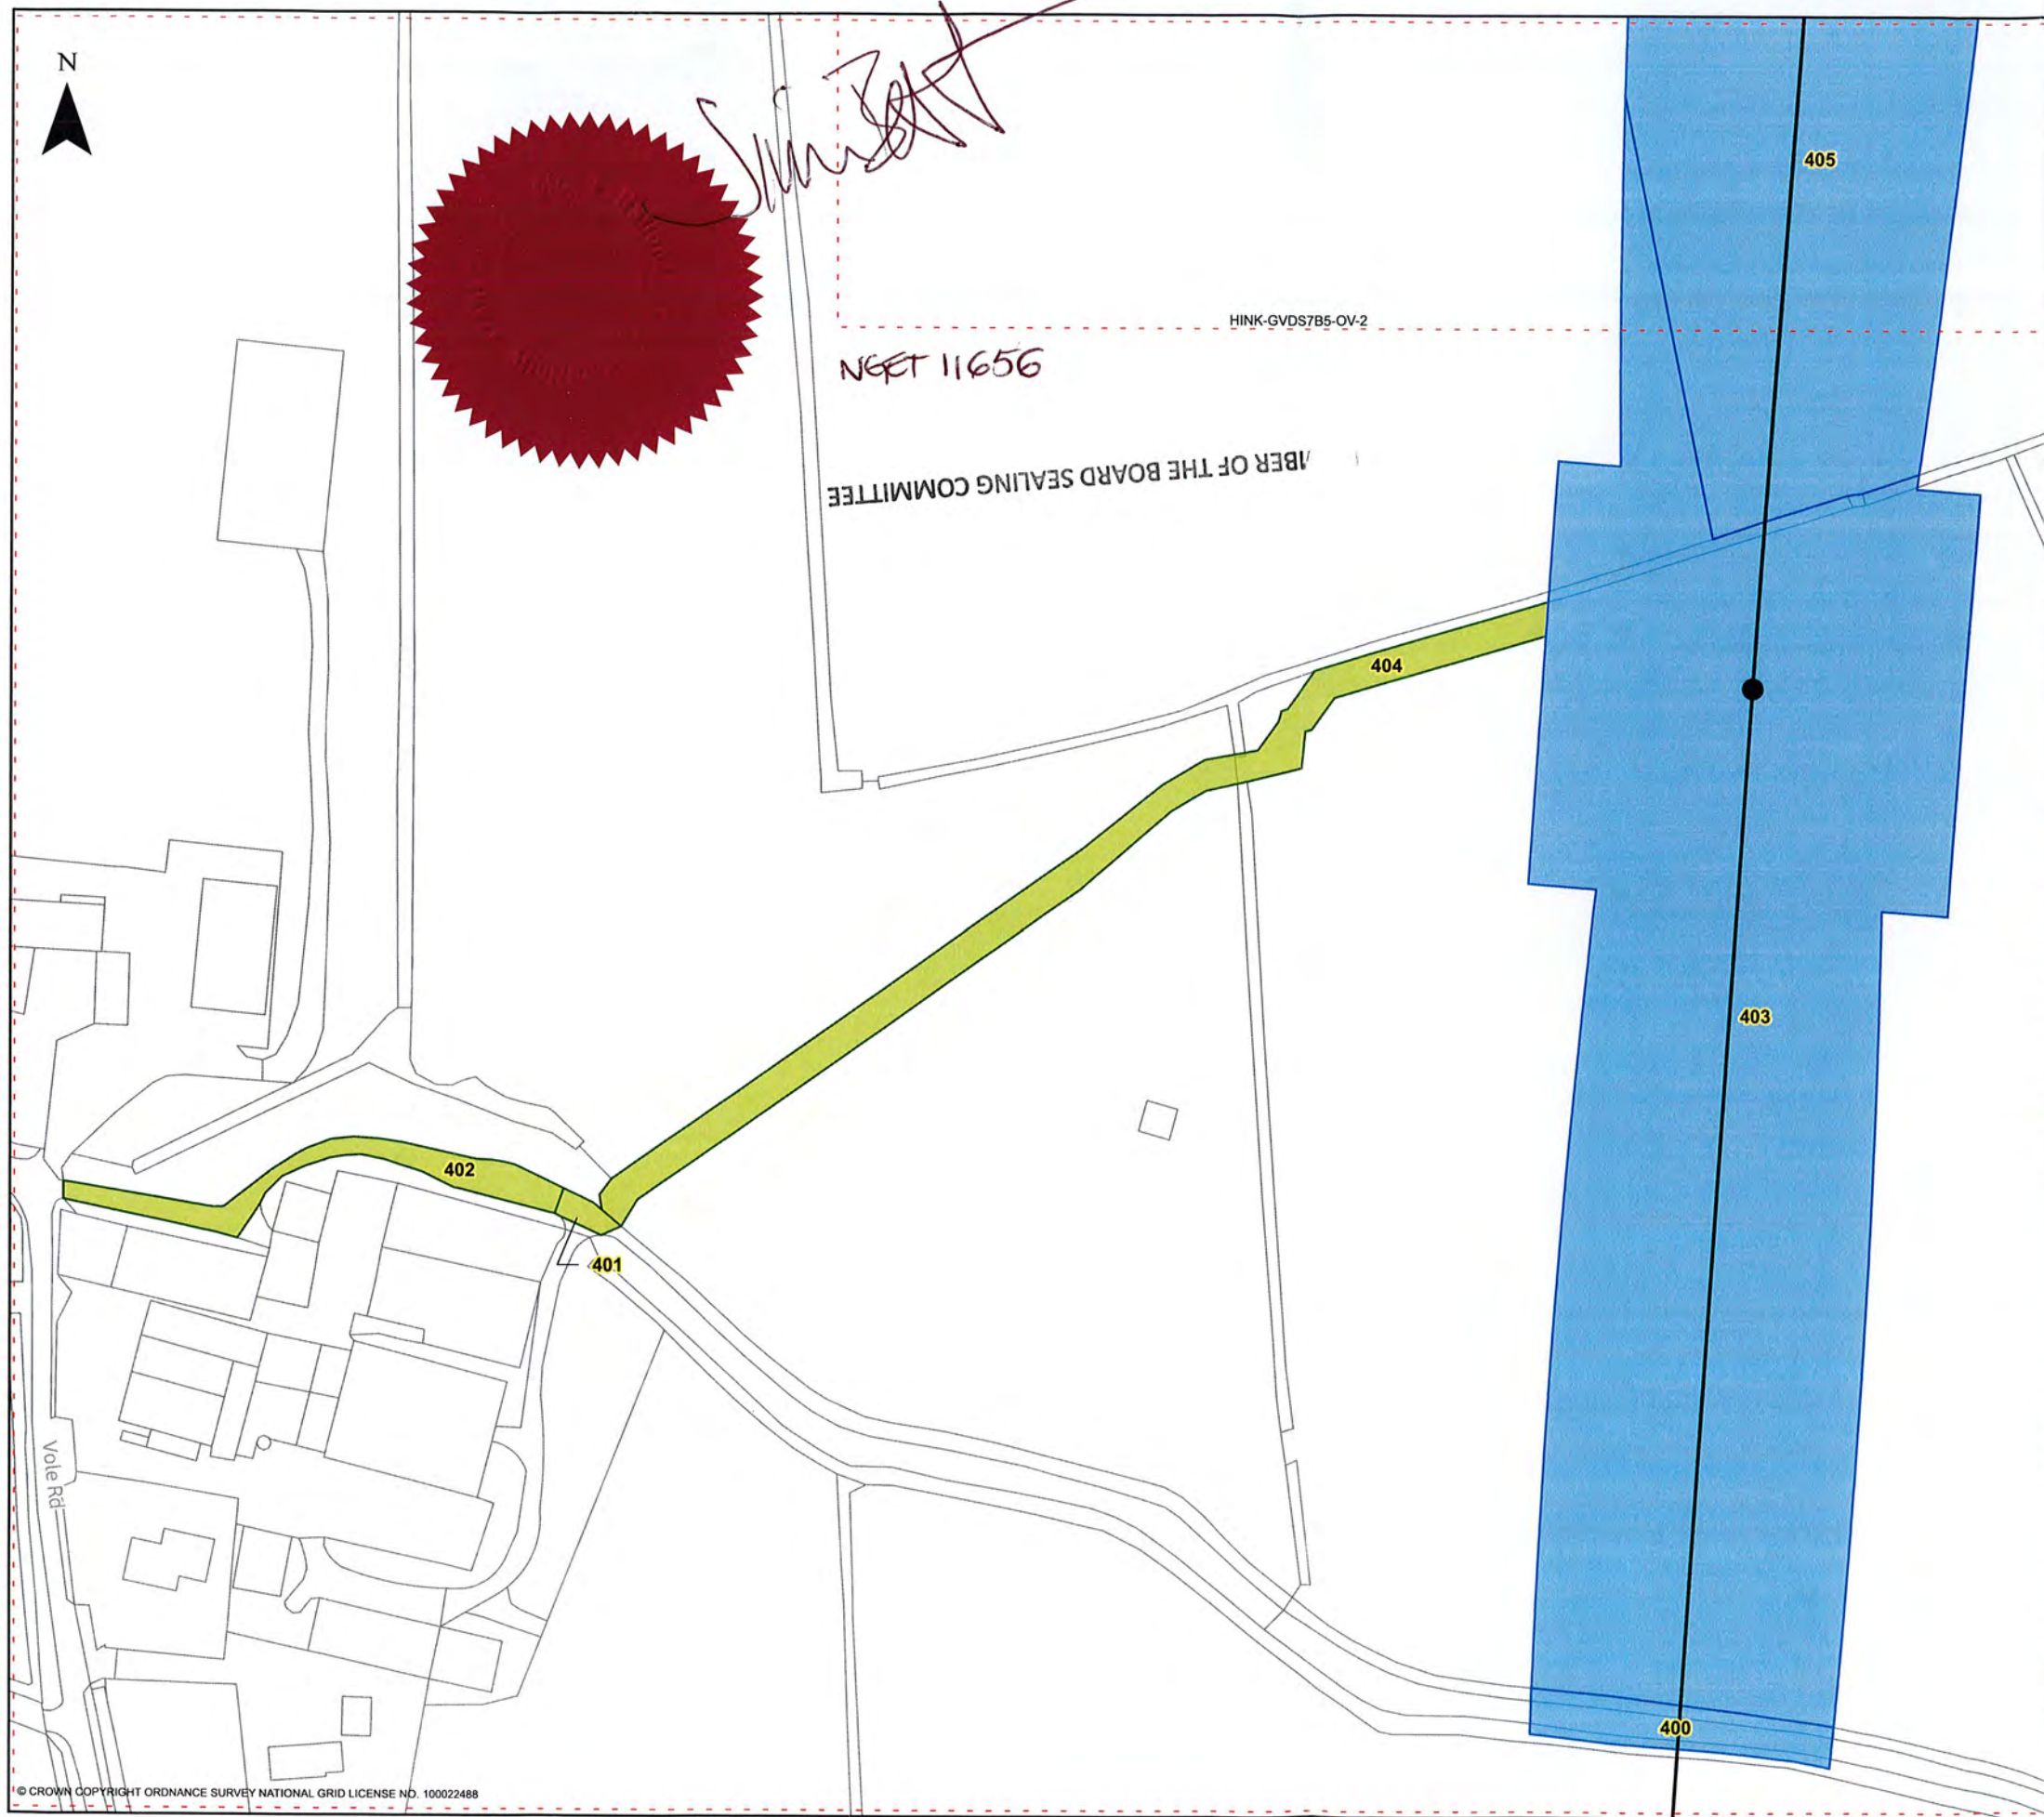 N
405
HINK-GVDS7B5-OV-2
NGET 11656
BER OF THE BOARD SEALING COMMITTEE
404
403
402
401
Vole Rd
400
© CROWN COPYRIGHT ORDNANCE SURVEY NATIONAL GRID LICENSE NO. 100022488